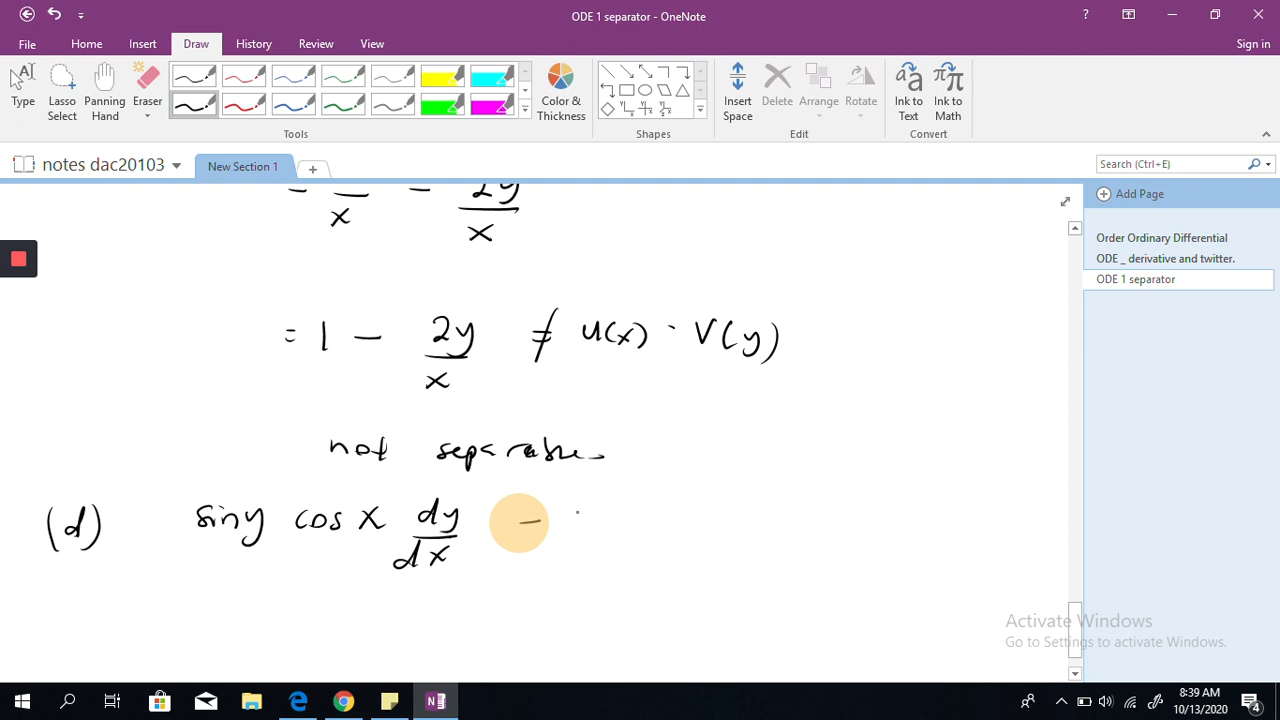 ODE 1 separator - OneNote
?
File Home Insert Draw History Review View Sign in
Type
Lasso Select
Panning Hand
Eraser
Color & Thickness
Insert Space
Delete
Arrange
Rotate
Ink to Text
Ink to Math
Tools Shapes Edit Convert
notes dac20103 New Section 1 Search (Ctrl+E)
Add Page
Order Ordinary Differential
ODE _ derivative and twitter.
ODE 1 separator
= — − 2y
x x
= 1 − 2y/x ≠ u(x) · v(y)
not separable
(d) sin y cos x dy/dx −
Activate Windows
Go to Settings to activate Windows.
8:39 AM
10/13/2020
4